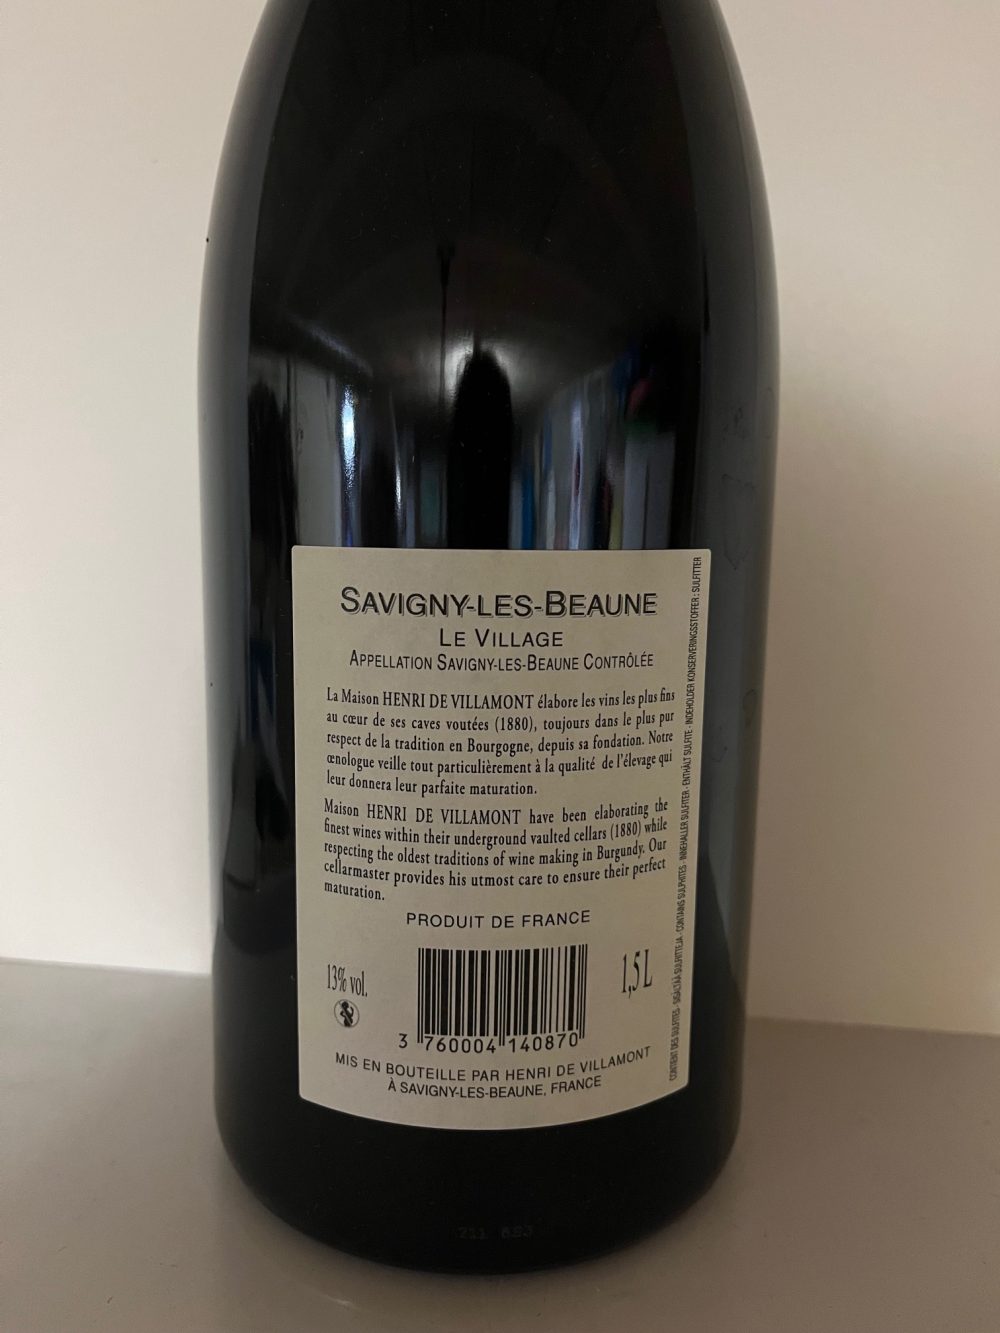 SAVIGNY-LES-BEAUNE
LE VILLAGE
APPELLATION SAVIGNY-LES-BEAUNE CONTRÔLÉE
La Maison HENRI DE VILLAMONT élabore les vins les plus fins
au cœur de ses caves voutées (1880), toujours dans le plus pur
respect de la tradition en Bourgogne, depuis sa fondation. Notre
œnologue veille tout particulièrement à la qualité de l'élevage qui
leur donnera leur parfaite maturation.
Maison HENRI DE VILLAMONT have been elaborating the
finest wines within their underground vaulted cellars (1880) while
respecting the oldest traditions of wine making in Burgundy. Our
cellarmaster provides his utmost care to ensure their perfect
maturation.
PRODUIT DE FRANCE
13% vol.
1,5 L
3 760004 140870
MIS EN BOUTEILLE PAR HENRI DE VILLAMONT
À SAVIGNY-LES-BEAUNE, FRANCE
CONTENT DES SULFITES - SISÄLTÄÄ SULFIITTEJA - CONTAINS SULPHITES - INNEHALLER SULFITER - ENTHÄLT SULFITE - INDEHOLDER KONSERVERINGSSTOFFER : SULFITTER